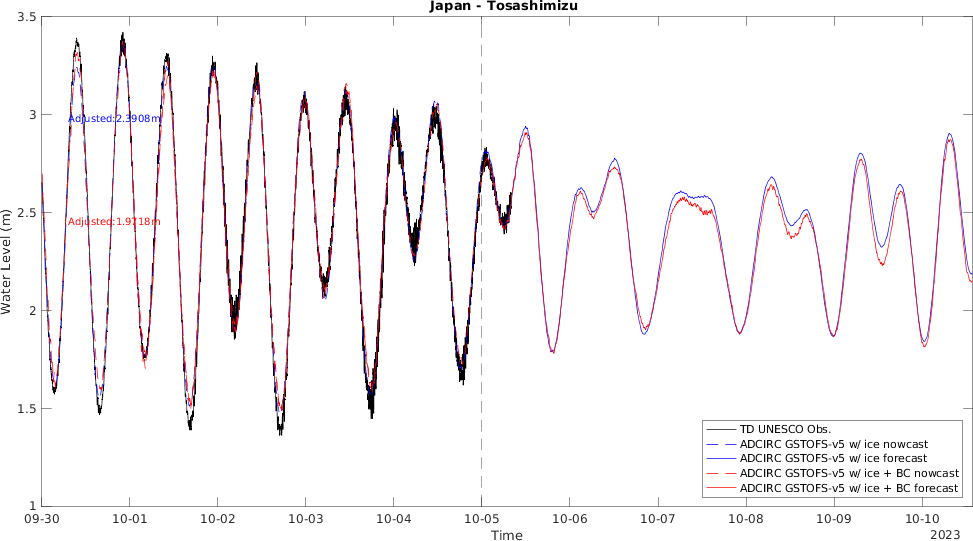 Japan - Tosashimizu
3.5
3
2.5
2
1.5
1
Water Level (m)
Adjusted:2.3908m
Adjusted:1.9718m
TD UNESCO Obs.
ADCIRC GSTOFS-v5 w/ ice nowcast
ADCIRC GSTOFS-v5 w/ ice forecast
ADCIRC GSTOFS-v5 w/ ice + BC nowcast
ADCIRC GSTOFS-v5 w/ ice + BC forecast
09-30 10-01 10-02 10-03 10-04 10-05 10-06 10-07 10-08 10-09 10-10
Time
2023